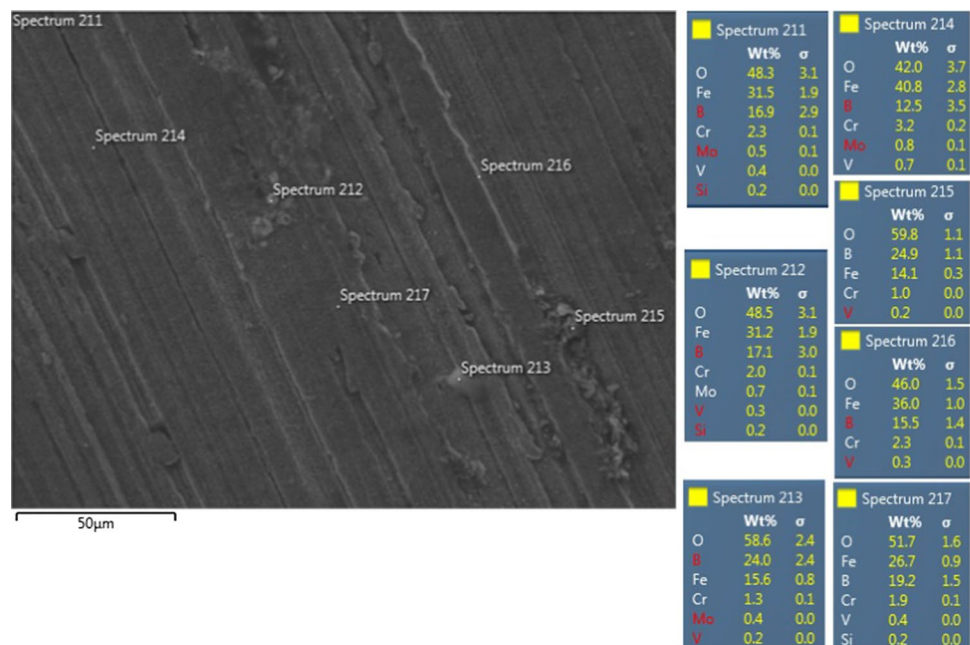 Spectrum 211
Spectrum 214
Spectrum 216
Spectrum 212
Spectrum 217
Spectrum 215
Spectrum 213
50μm
Spectrum 211
Wt% σ
O 48.3 3.1
Fe 31.5 1.9
B 16.9 2.9
Cr 2.3 0.1
Mo 0.5 0.1
V 0.4 0.0
Si 0.2 0.0
Spectrum 214
Wt% σ
O 42.0 3.7
Fe 40.8 2.8
B 12.5 3.5
Cr 3.2 0.2
Mo 0.8 0.1
V 0.7 0.1
Spectrum 215
Wt% σ
O 59.8 1.1
B 24.9 1.1
Fe 14.1 0.3
Cr 1.0 0.0
V 0.2 0.0
Spectrum 212
Wt% σ
O 48.5 3.1
Fe 31.2 1.9
B 17.1 3.0
Cr 2.0 0.1
Mo 0.7 0.1
V 0.3 0.0
Si 0.2 0.0
Spectrum 216
Wt% σ
O 46.0 1.5
Fe 36.0 1.0
B 15.5 1.4
Cr 2.3 0.1
V 0.3 0.0
Spectrum 213
Wt% σ
O 58.6 2.4
B 24.0 2.4
Fe 15.6 0.8
Cr 1.3 0.1
Mo 0.4 0.0
V 0.2 0.0
Spectrum 217
Wt% σ
O 51.7 1.6
Fe 26.7 0.9
B 19.2 1.5
Cr 1.9 0.1
V 0.4 0.0
Si 0.2 0.0